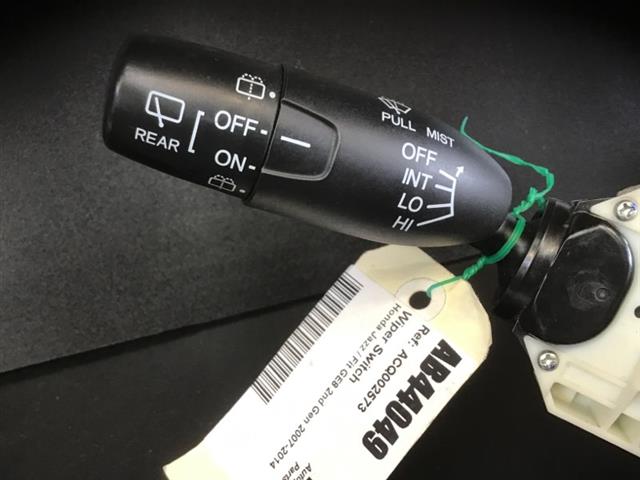 REAR
OFF
ON
PULL MIST
OFF
INT
LO
HI
AB44049
Ref: ACQ002573
Wiper Switch
Honda Jazz / Fit GE8 2nd Gen 2007-2014